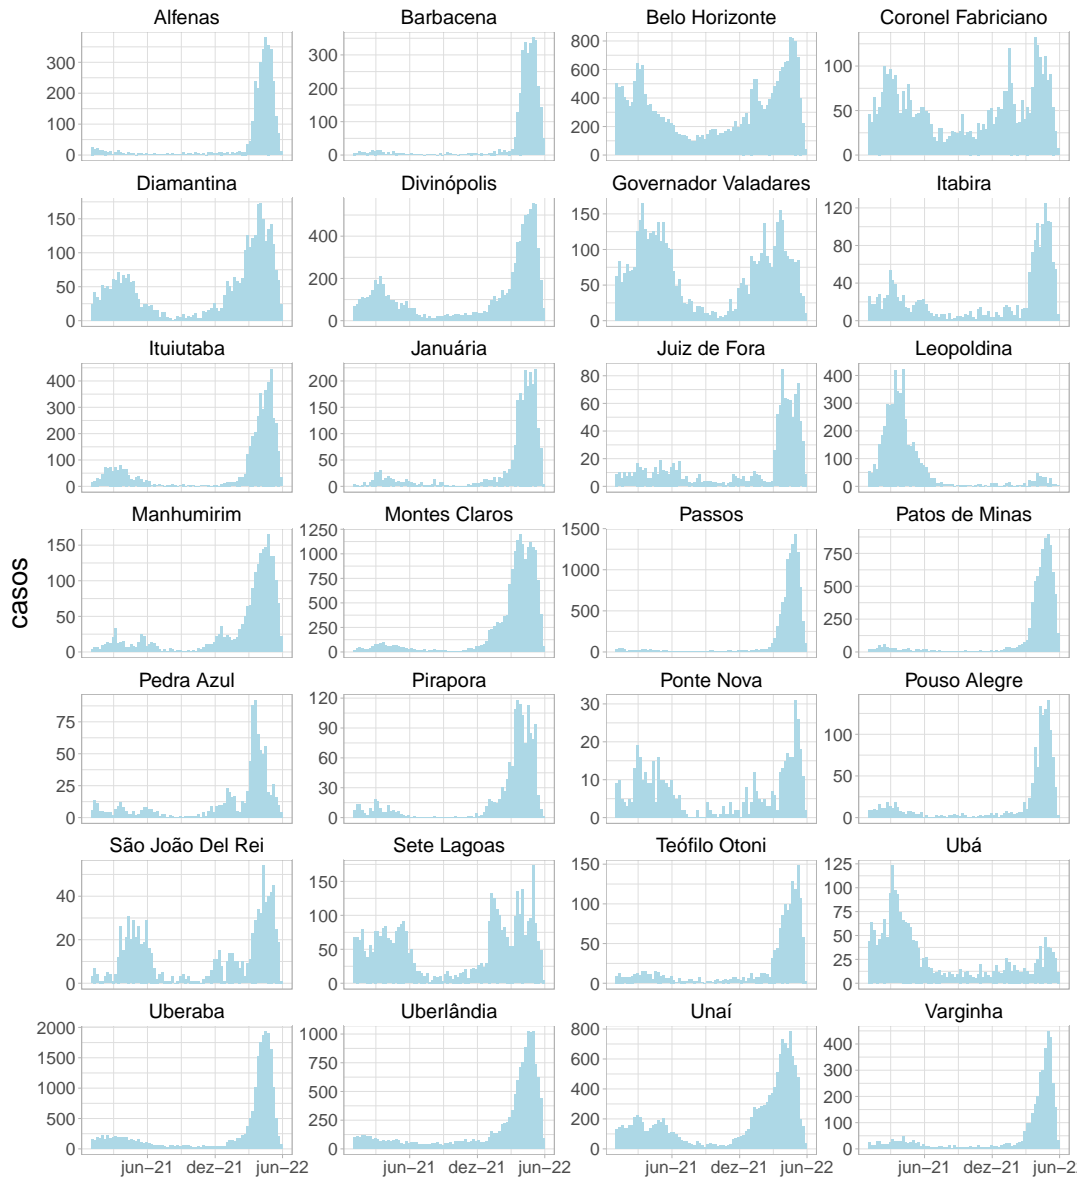 Alfenas Barbacena Belo Horizonte Coronel Fabriciano
300 200 100 0
300 200 100 0
800 600 400 200 0
100 50 0
Diamantina Divinópolis Governador Valadares Itabira
150 100 50 0
400 200 0
150 100 50 0
120 80 40 0
Ituiutaba Januária Juiz de Fora Leopoldina
400 300 200 100 0
200 150 100 50 0
80 60 40 20 0
400 300 200 100 0
casos
Manhumirim Montes Claros Passos Patos de Minas
150 100 50 0
1250 1000 750 500 250 0
1500 1000 500 0
750 500 250 0
Pedra Azul Pirapora Ponte Nova Pouso Alegre
75 50 25 0
120 90 60 30 0
30 20 10 0
100 50 0
São João Del Rei Sete Lagoas Teófilo Otoni Ubá
40 20 0
150 100 50 0
150 100 50 0
125 100 75 50 25 0
Uberaba Uberlândia Unaí Varginha
2000 1500 1000 500 0
1000 750 500 250 0
800 600 400 200 0
400 300 200 100 0
jun–21 dez–21 jun–22 jun–21 dez–21 jun–22 jun–21 dez–21 jun–22 jun–21 dez–21 jun–2